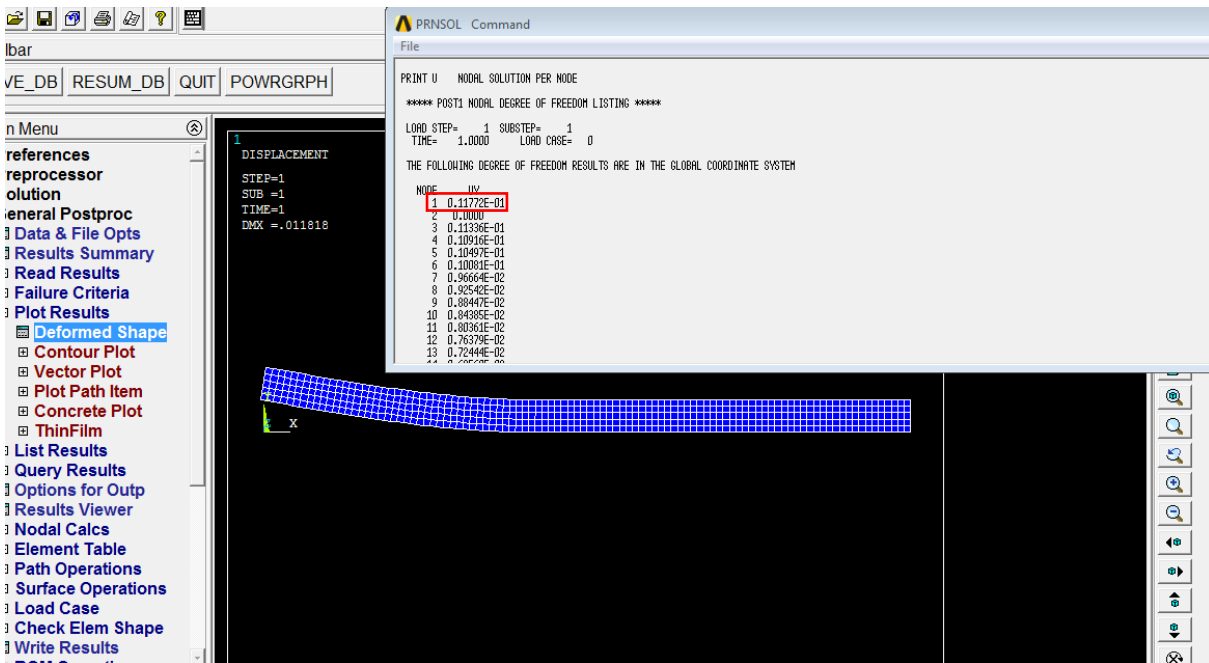 lbar
VE_DB RESUM_DB QUIT POWRGRPH
n Menu
references
reprocessor
olution
eneral Postproc
Data & File Opts
Results Summary
Read Results
Failure Criteria
Plot Results
Deformed Shape
Contour Plot
Vector Plot
Plot Path Item
Concrete Plot
ThinFilm
List Results
Query Results
Options for Outp
Results Viewer
Nodal Calcs
Element Table
Path Operations
Surface Operations
Load Case
Check Elem Shape
Write Results
1
DISPLACEMENT
STEP=1
SUB =1
TIME=1
DMX =.011818
X
PRNSOL Command
File
PRINT U NODAL SOLUTION PER NODE
***** POST1 NODAL DEGREE OF FREEDOM LISTING *****
LOAD STEP= 1 SUBSTEP= 1
TIME= 1.0000 LOAD CASE= 0
THE FOLLOWING DEGREE OF FREEDOM RESULTS ARE IN THE GLOBAL COORDINATE SYSTEM
NODE UY
1 0.11772E-01
2 0.0000
3 0.11336E-01
4 0.10916E-01
5 0.10497E-01
6 0.10081E-01
7 0.96664E-02
8 0.92542E-02
9 0.88447E-02
10 0.84385E-02
11 0.80361E-02
12 0.76379E-02
13 0.72444E-02